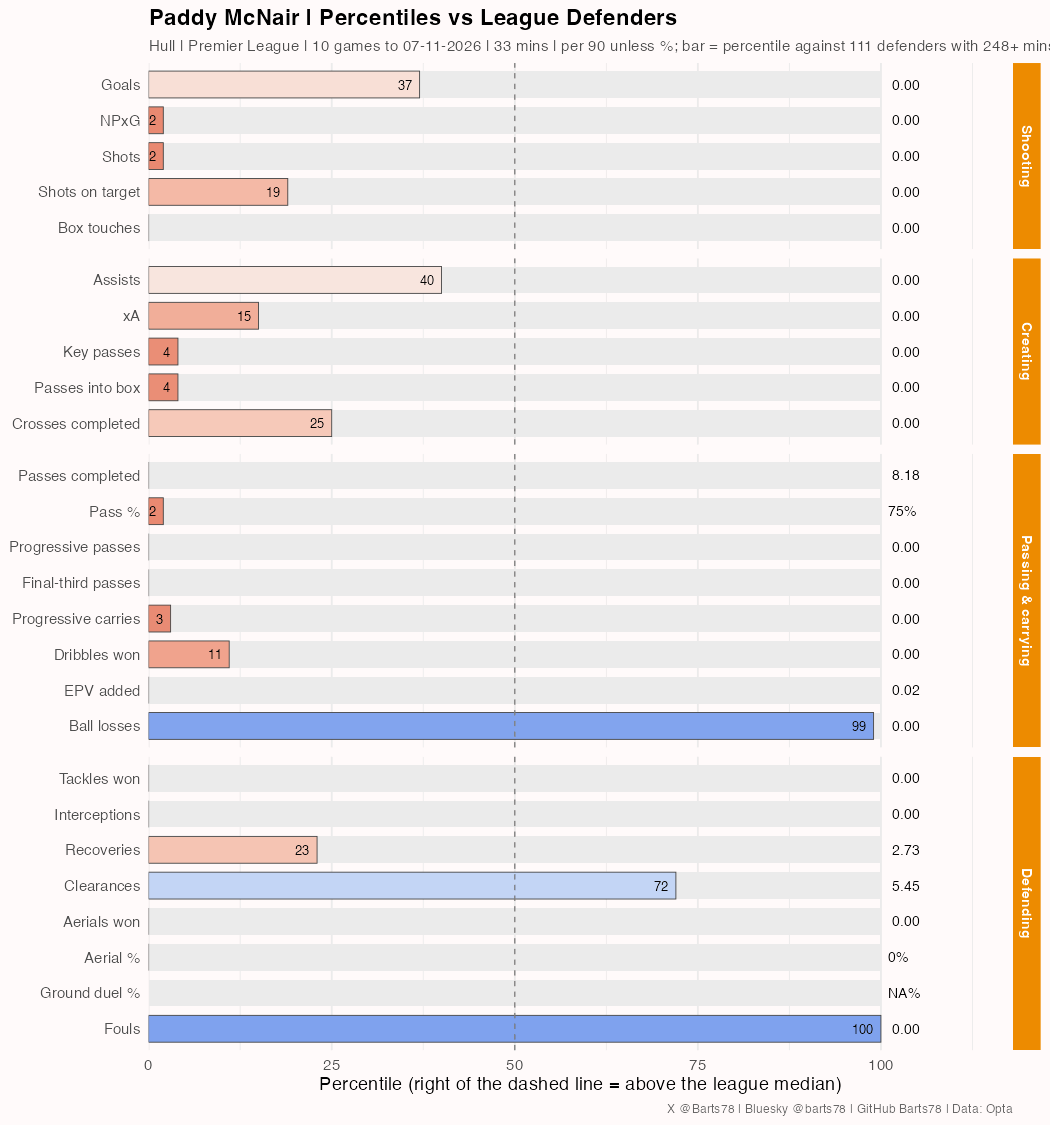 Paddy McNair | Percentiles vs League Defenders
Hull | Premier League | 10 games to 07-11-2026 | 33 mins | per 90 unless %; bar = percentile against 111 defenders with 248+ mins
Shooting
Goals 37 0.00
NPxG 2 0.00
Shots 2 0.00
Shots on target 19 0.00
Box touches 0.00
Creating
Assists 40 0.00
xA 15 0.00
Key passes 4 0.00
Passes into box 4 0.00
Crosses completed 25 0.00
Passing & carrying
Passes completed 8.18
Pass % 2 75%
Progressive passes 0.00
Final-third passes 0.00
Progressive carries 3 0.00
Dribbles won 11 0.00
EPV added 0.02
Ball losses 99 0.00
Defending
Tackles won 0.00
Interceptions 0.00
Recoveries 23 2.73
Clearances 72 5.45
Aerials won 0.00
Aerial % 0%
Ground duel % NA%
Fouls 100 0.00
0 25 50 75 100
Percentile (right of the dashed line = above the league median)
X @Barts78 | Bluesky @barts78 | GitHub Barts78 | Data: Opta